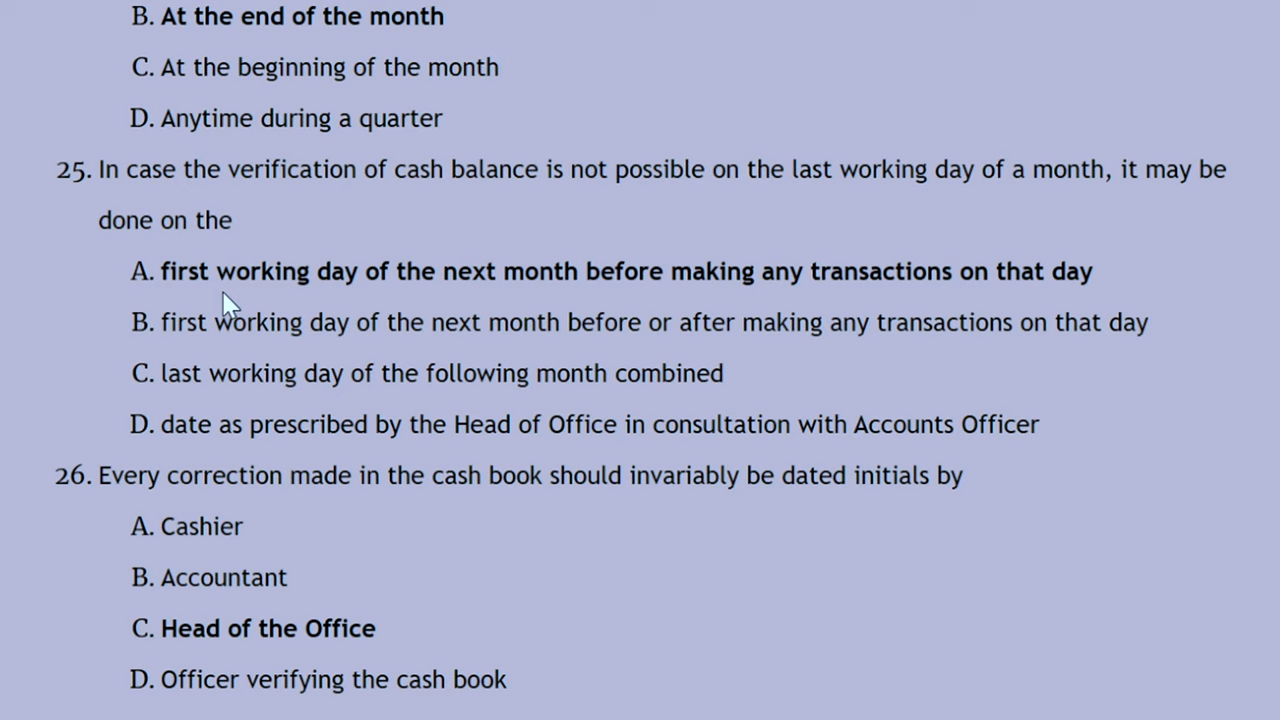 B. At the end of the month
C. At the beginning of the month
D. Anytime during a quarter
25. In case the verification of cash balance is not possible on the last working day of a month, it may be
done on the
A. first working day of the next month before making any transactions on that day
B. first working day of the next month before or after making any transactions on that day
C. last working day of the following month combined
D. date as prescribed by the Head of Office in consultation with Accounts Officer
26. Every correction made in the cash book should invariably be dated initials by
A. Cashier
B. Accountant
C. Head of the Office
D. Officer verifying the cash book